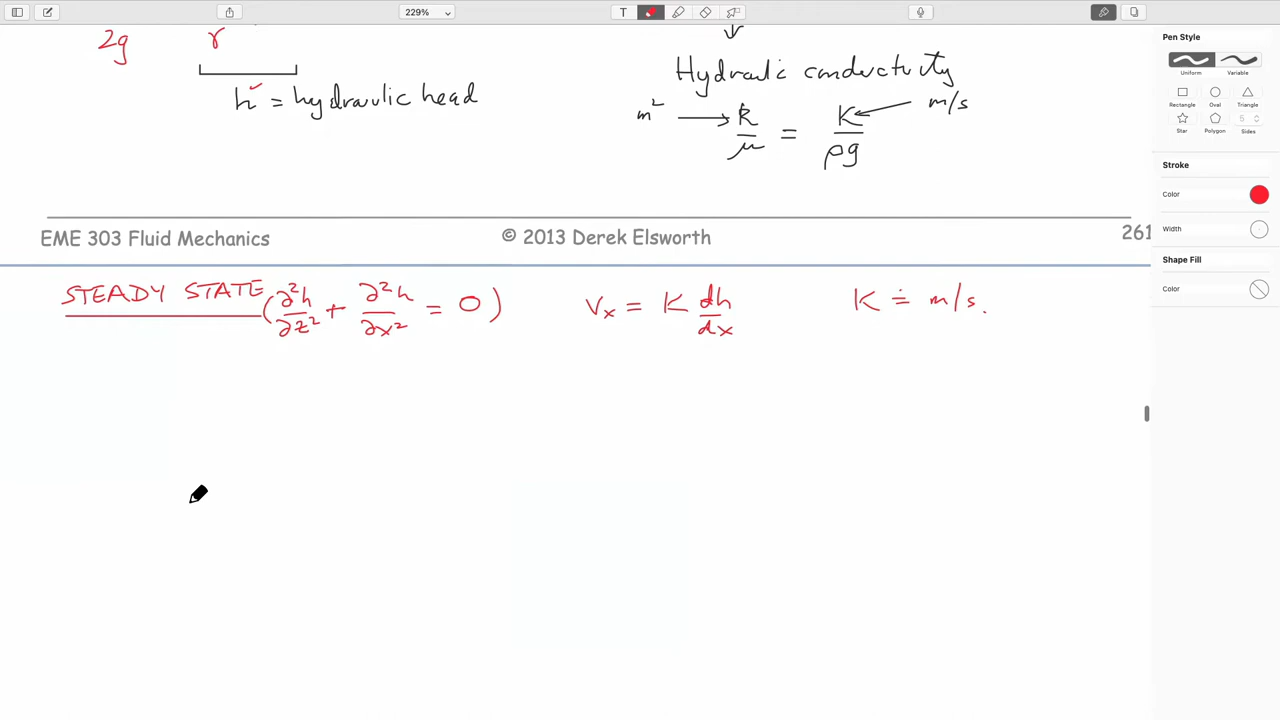 229%
T
Pen Style
Uniform Variable
Rectangle Oval Triangle
Star Polygon 5 Sides
Stroke
Color
Width
Shape Fill
Color
2g r
h = hydraulic head
Hydraulic conductivity
m² → k/μ = K/ρg ← m/s
EME 303 Fluid Mechanics © 2013 Derek Elsworth 261
STEADY STATE (∂²h/∂z² + ∂²h/∂x² = 0) vₓ = K dh/dx K ≐ m/s.